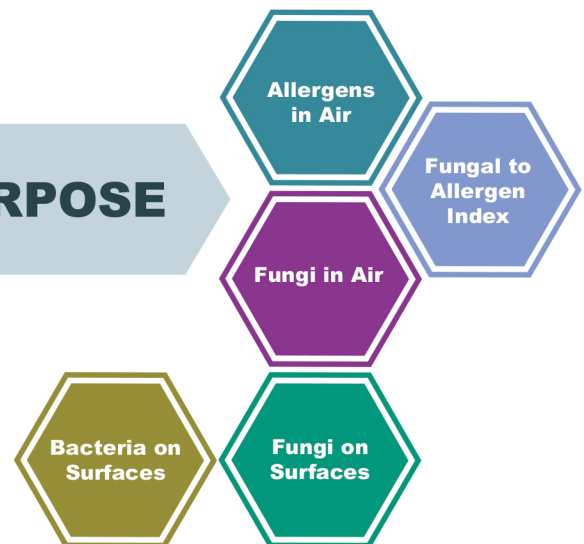 Allergens
in Air
Fungal to
Allergen
Index
RPOSE
Fungi in Air
Bacteria on
Surfaces
Fungi on
Surfaces